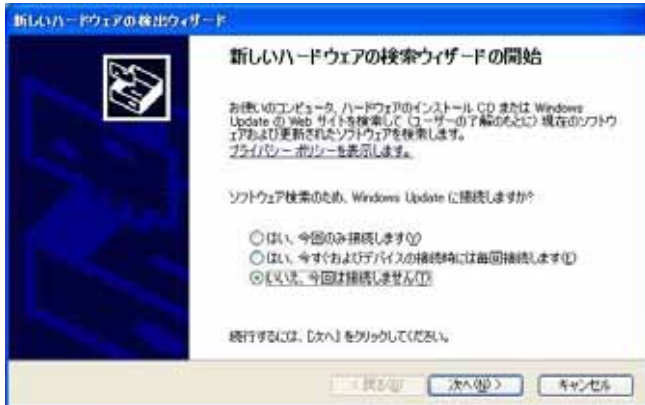 新しいハードウェアの検出ウィザード
新しいハードウェアの検索ウィザードの開始
お使いのコンピュータ、ハードウェアのインストール CD または Windows
Update の Web サイトを検索して (ユーザーの了解のもとに) 現在のソフトウ
ェアおよび更新されたソフトウェアを検索します。
プライバシー ポリシーを表示します。
ソフトウェア検索のため、Windows Update に接続しますか?
はい、今回のみ接続します(Y)
はい、今すぐおよびデバイスの接続時には毎回接続します(E)
いいえ、今回は接続しません(T)
続行するには、[次へ] をクリックしてください。
< 戻る(B)
次へ(N) >
キャンセル